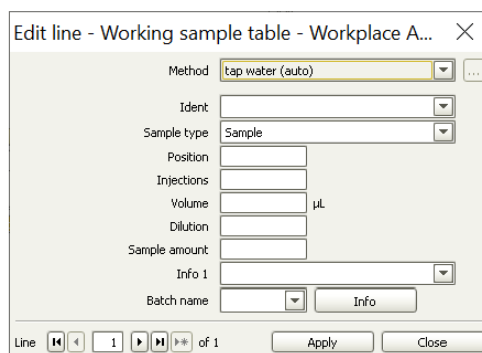 Edit line - Working sample table - Workplace A...
Method tap water (auto) ...
Ident
Sample type Sample
Position
Injections
Volume µL
Dilution
Sample amount
Info 1
Batch name Info
Line 1 of 1 Apply Close